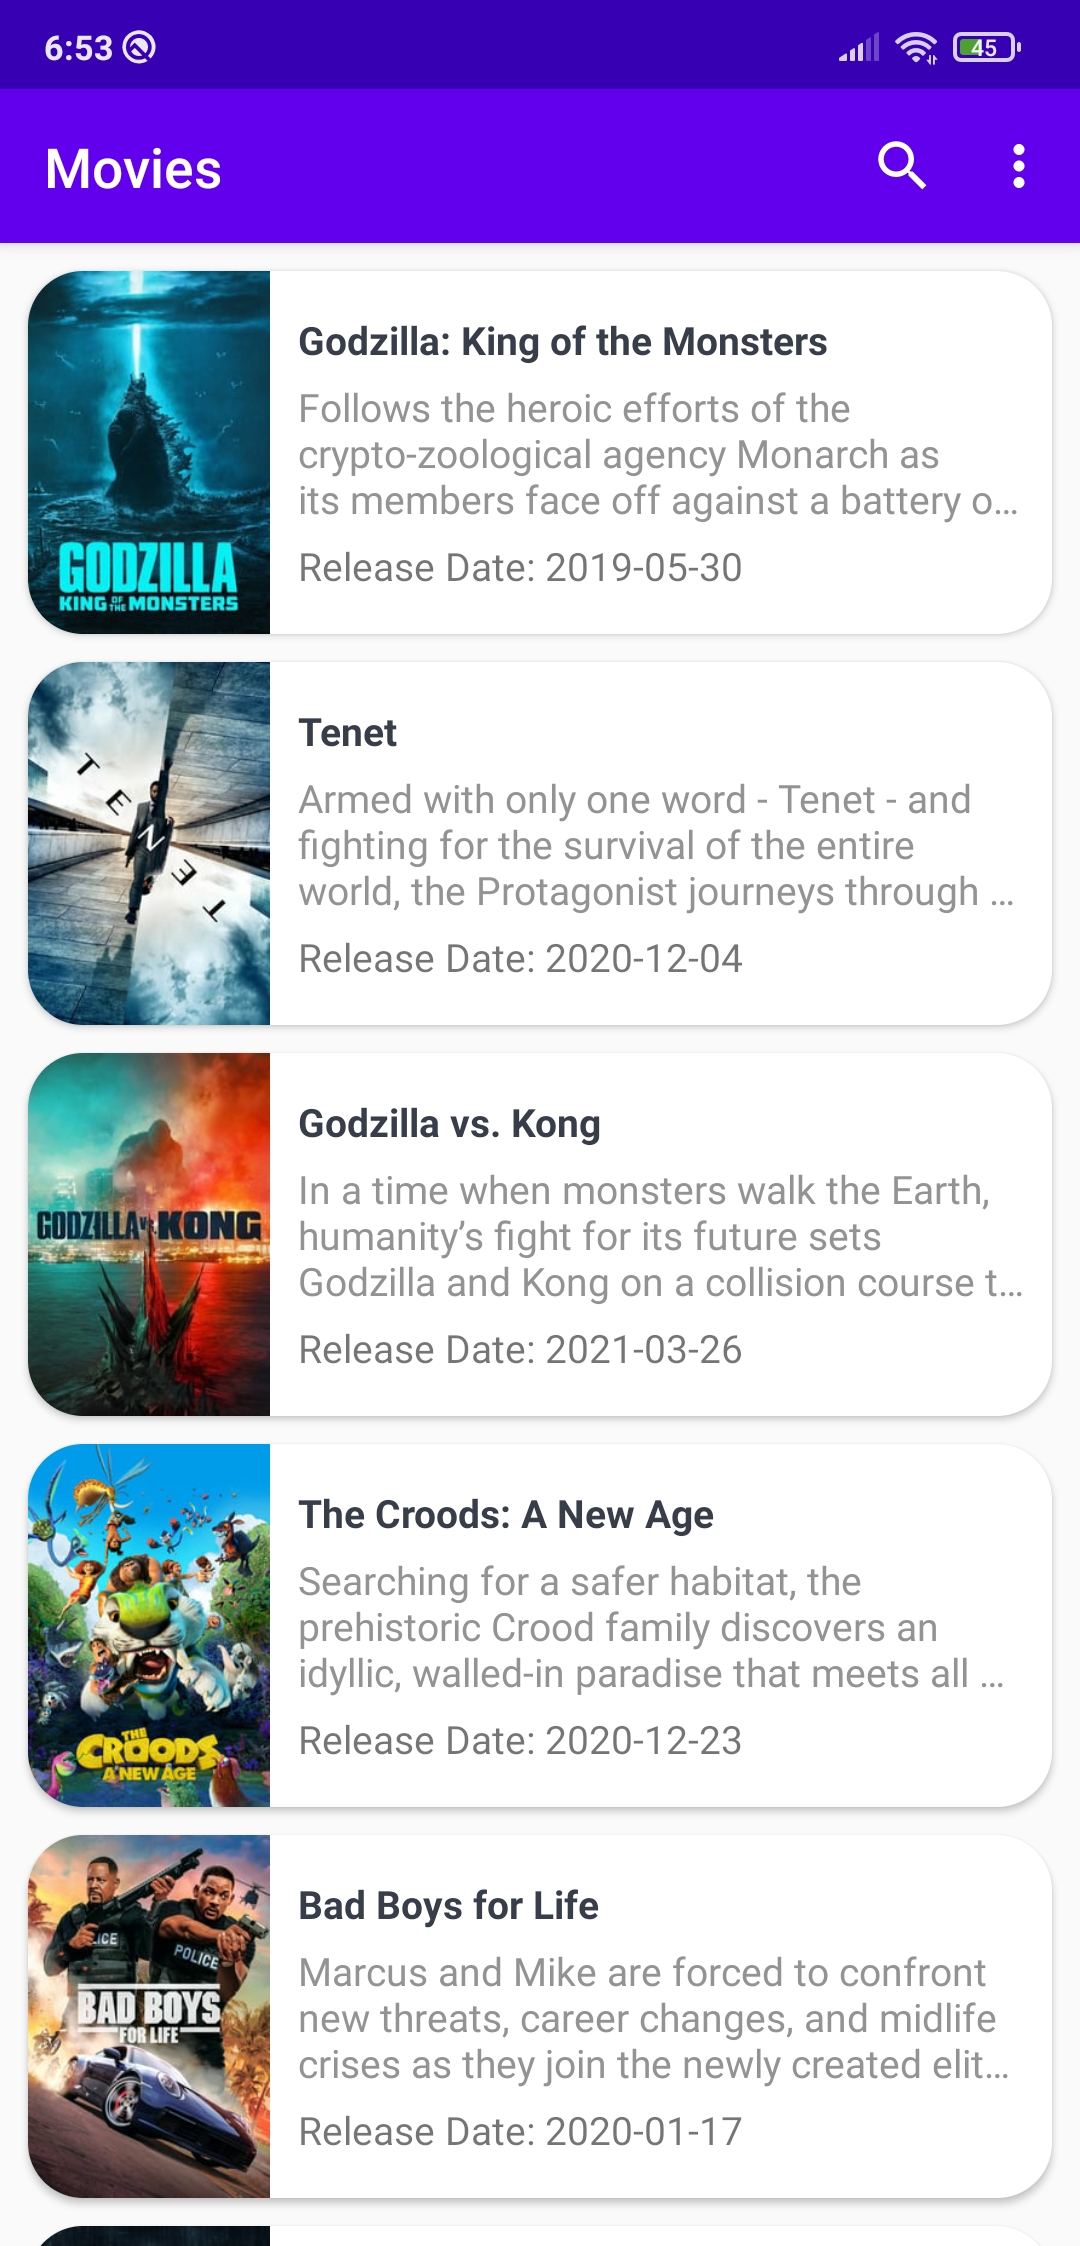 6:53
45
Movies
Godzilla: King of the Monsters
Follows the heroic efforts of the
crypto-zoological agency Monarch as
its members face off against a battery o...
Release Date: 2019-05-30
GODZILLA
KING OF THE MONSTERS
Tenet
Armed with only one word - Tenet - and
fighting for the survival of the entire
world, the Protagonist journeys through ...
Release Date: 2020-12-04
TENET
Godzilla vs. Kong
In a time when monsters walk the Earth,
humanity’s fight for its future sets
Godzilla and Kong on a collision course t...
Release Date: 2021-03-26
GODZILLA VS. KONG
The Croods: A New Age
Searching for a safer habitat, the
prehistoric Crood family discovers an
idyllic, walled-in paradise that meets all ...
Release Date: 2020-12-23
THE
CROODS
A NEW AGE
Bad Boys for Life
Marcus and Mike are forced to confront
new threats, career changes, and midlife
crises as they join the newly created elit...
Release Date: 2020-01-17
LICE
POLICE
BAD BOYS
FOR LIFE